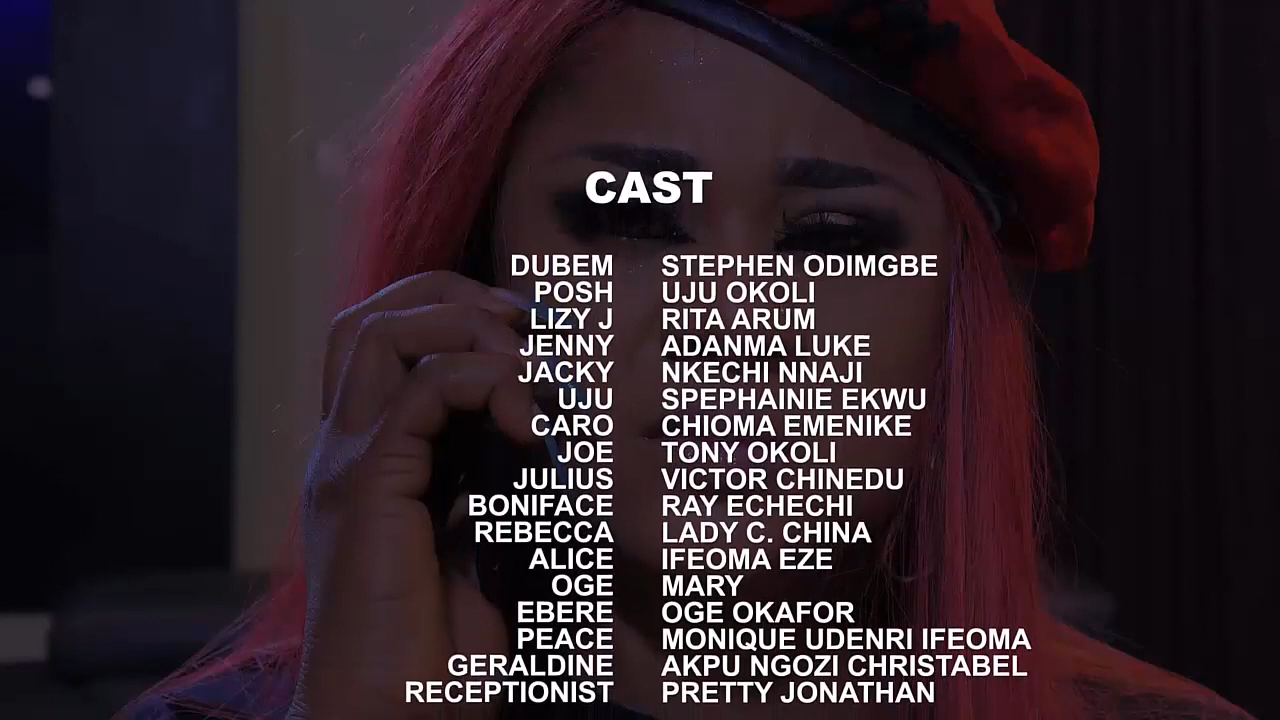 CAST
DUBEM STEPHEN ODIMGBE
POSH UJU OKOLI
LIZY J RITA ARUM
JENNY ADANMA LUKE
JACKY NKECHI NNAJI
UJU SPEPHAINIE EKWU
CARO CHIOMA EMENIKE
JOE TONY OKOLI
JULIUS VICTOR CHINEDU
BONIFACE RAY ECHECHI
REBECCA LADY C. CHINA
ALICE IFEOMA EZE
OGE MARY
EBERE OGE OKAFOR
PEACE MONIQUE UDENRI IFEOMA
GERALDINE AKPU NGOZI CHRISTABEL
RECEPTIONIST PRETTY JONATHAN